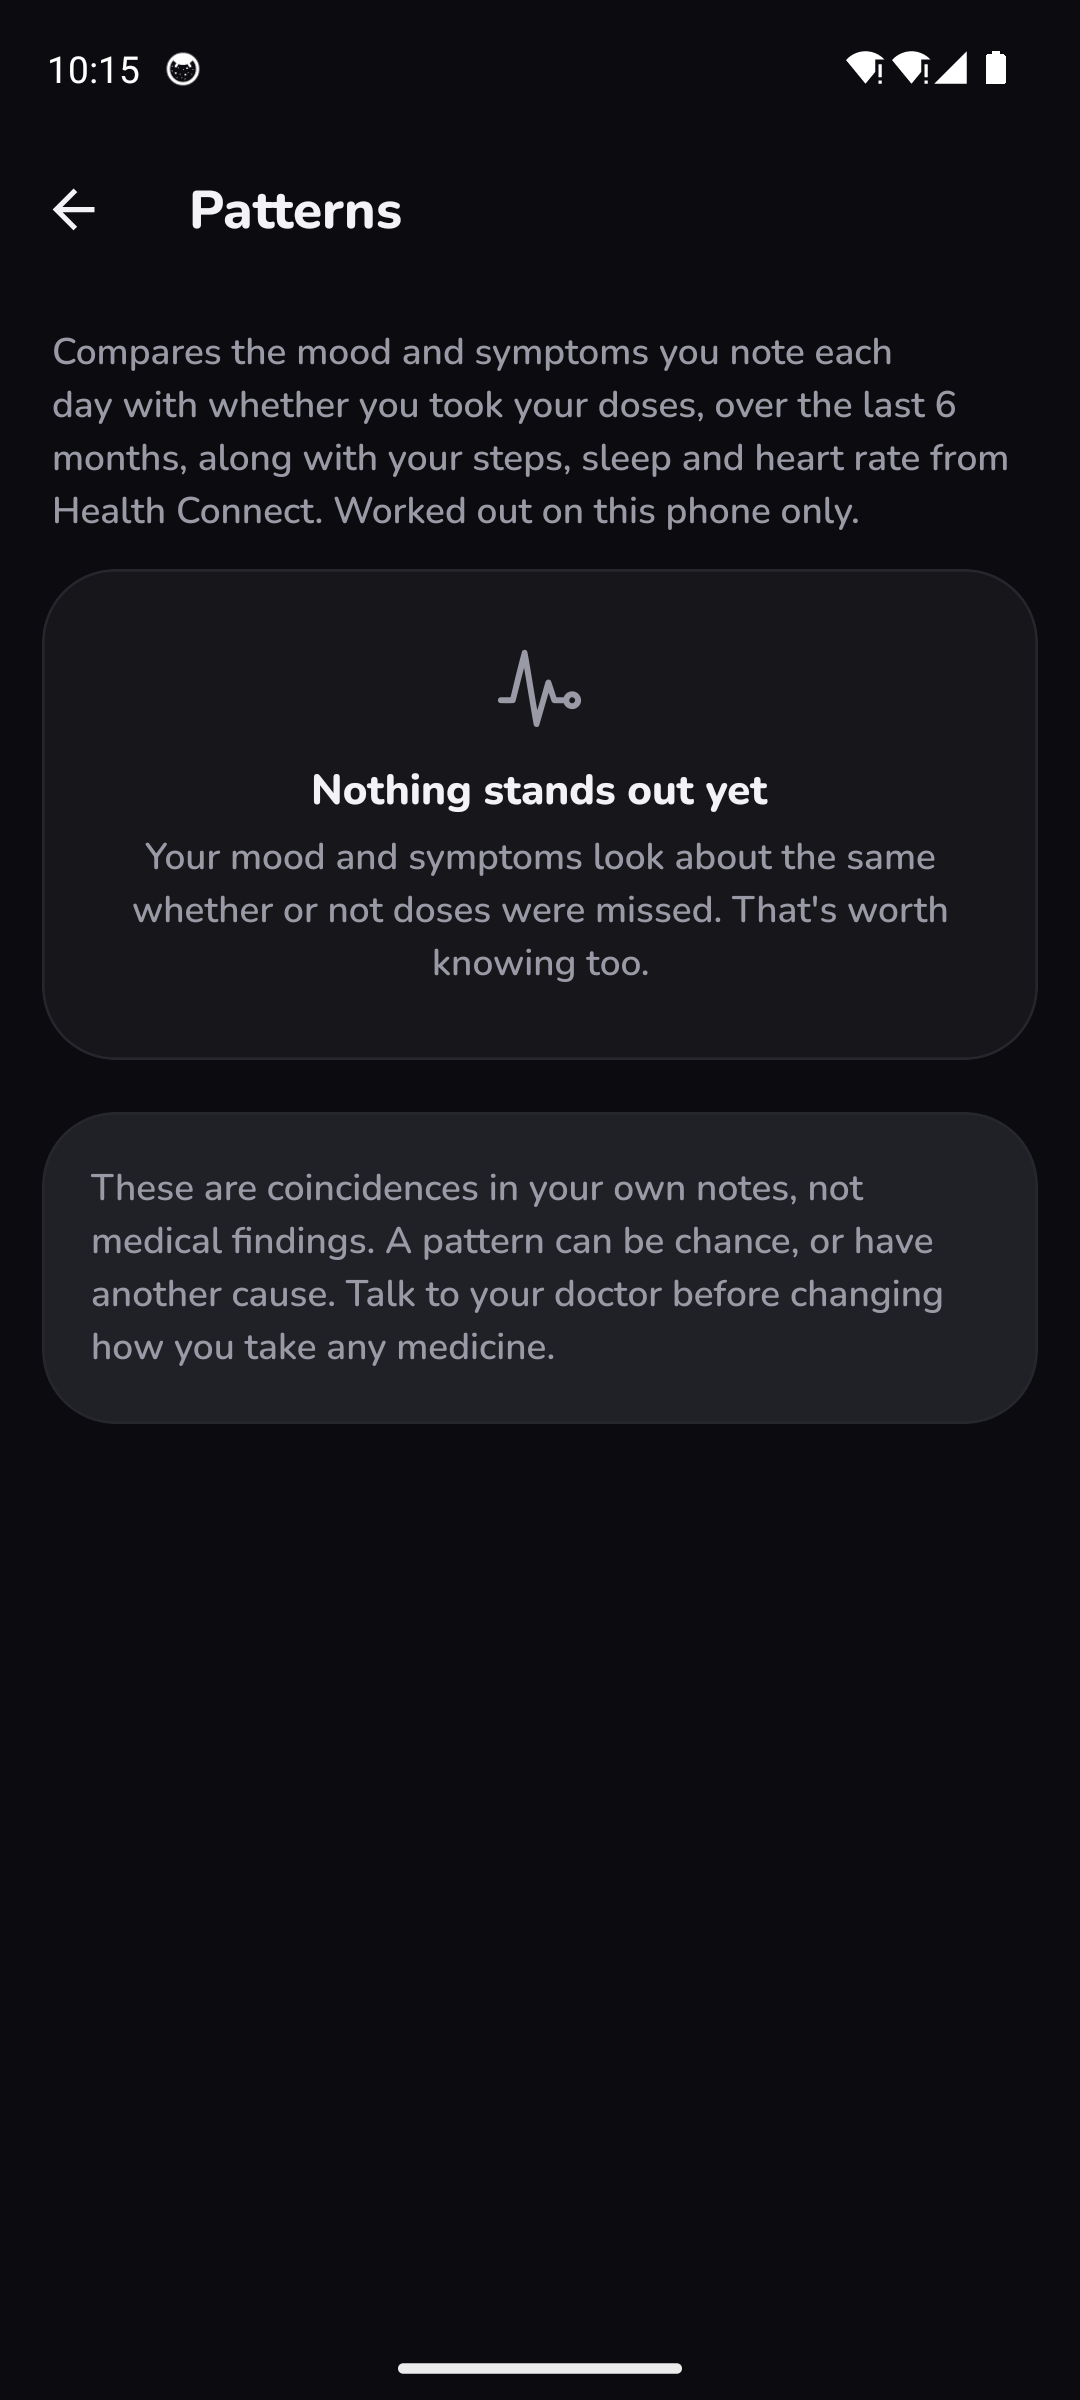 10:15
Patterns
Compares the mood and symptoms you note each
day with whether you took your doses, over the last 6
months, along with your steps, sleep and heart rate from
Health Connect. Worked out on this phone only.
Nothing stands out yet
Your mood and symptoms look about the same
whether or not doses were missed. That's worth
knowing too.
These are coincidences in your own notes, not
medical findings. A pattern can be chance, or have
another cause. Talk to your doctor before changing
how you take any medicine.